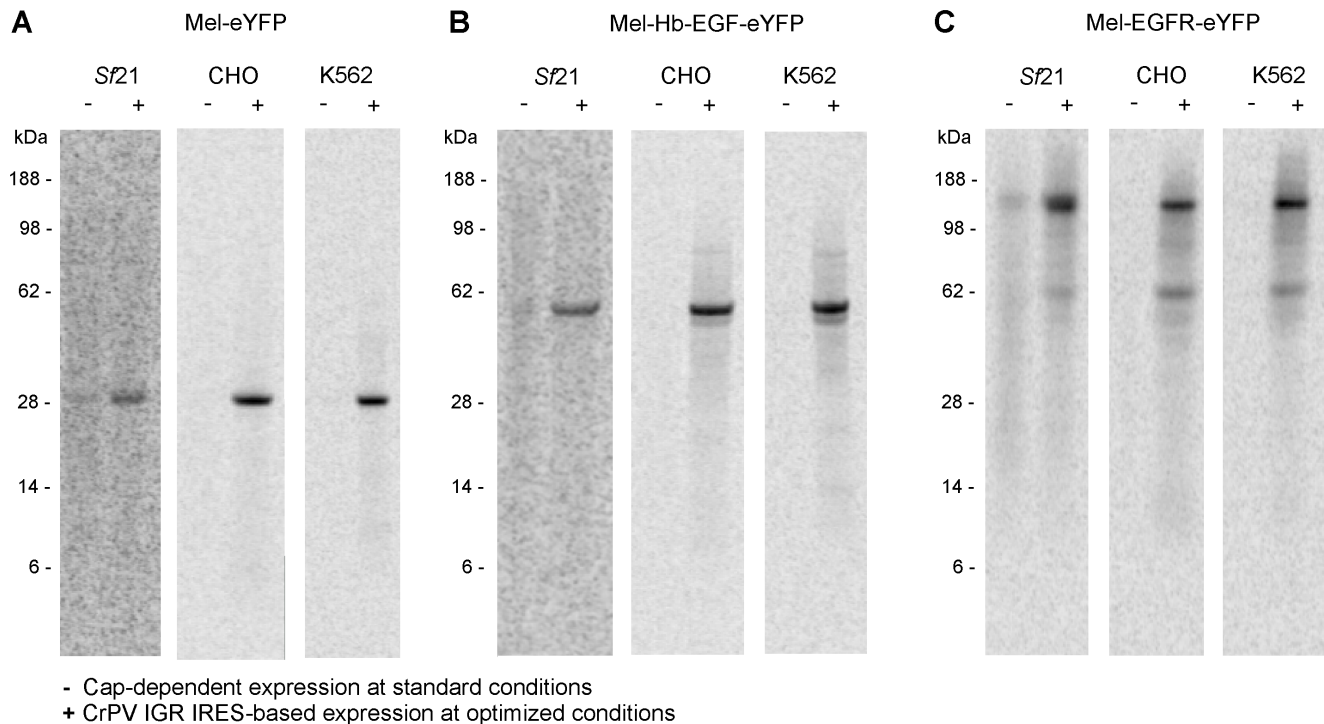 A Mel-eYFP
Sf21 CHO K562
- + - + - +
kDa
188 -
98 -
62 -
28 -
14 -
6 -
B Mel-Hb-EGF-eYFP
Sf21 CHO K562
- + - + - +
kDa
188 -
98 -
62 -
28 -
14 -
6 -
C Mel-EGFR-eYFP
Sf21 CHO K562
- + - + - +
kDa
188 -
98 -
62 -
28 -
14 -
6 -
- Cap-dependent expression at standard conditions
+ CrPV IGR IRES-based expression at optimized conditions